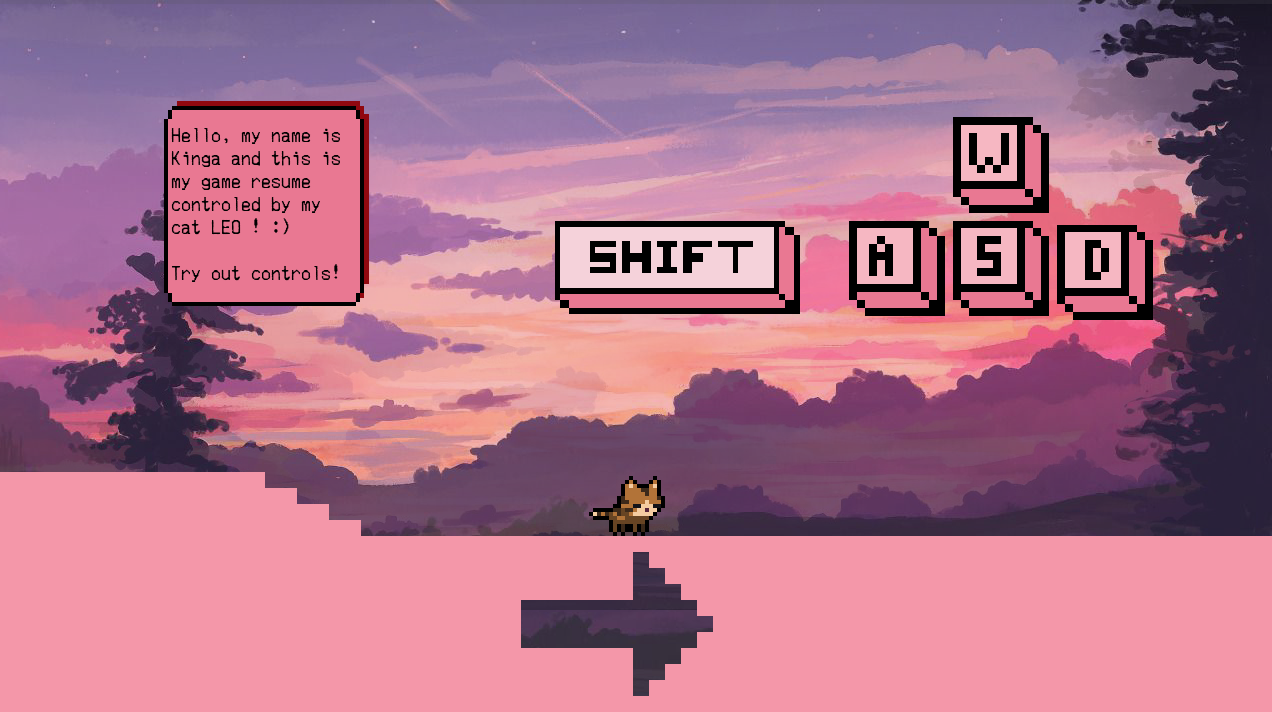 Hello, my name is
Kinga and this is
my game resume
controled by my
cat LEO ! :)
Try out controls!
W
SHIFT A S D